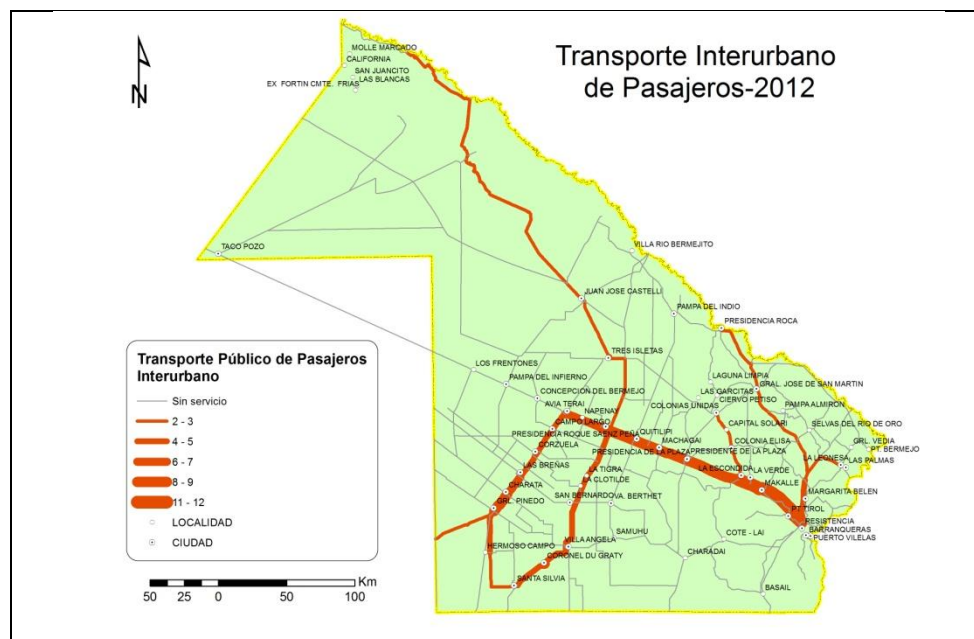 Transporte Interurbano
de Pasajeros-2012
N
MOLLE MARCADO
CALIFORNIA
SAN JUANCITO
LAS BLANCAS
EX FORTIN CMTE. FRIAS
TACO POZO
VILLA RIO BERMEJITO
JUAN JOSE CASTELLI
PAMPA DEL INDIO
PRESIDENCIA ROCA
TRES ISLETAS
LOS FRENTONES
PAMPA DEL INFIERNO
CONCEPCION DEL BERMEJO
AVIA TERAI
NAPENAY
CAMPO LARGO
PRESIDENCIA ROQUE SAENZ PEÑA
QUITILIPI
CORZUELA
MACHAGAI
LAGUNA LIMPIA
LAS GARCITAS
GRAL. JOSE DE SAN MARTIN
CIERVO PETISO
COLONIAS UNIDAS
PAMPA ALMIRON
CAPITAL SOLARI
SELVAS DEL RIO DE ORO
COLONIA ELISA
GRL. VEDIA
PRESIDENCIA DE LA PLAZA
PRESIDENTE DE LA PLAZA
PT. BERMEJO
LA LEONESA
LAS PALMAS
LAS BREÑAS
LA TIGRA
LA CLOTILDE
LA ESCONDIDA
LA VERDE
MAKALLE
CHARATA
GRL. PINEDO
SAN BERNARDO
VA. BERTHET
MARGARITA BELEN
PT. TIROL
RESISTENCIA
BARRANQUERAS
PUERTO VILELAS
SAMUHU
COTE - LAI
HERMOSO CAMPO
VILLA ANGELA
CORONEL DU GRATY
CHARADAI
SANTA SILVIA
BASAIL
Transporte Público de Pasajeros
Interurbano
Sin servicio
2 - 3
4 - 5
6 - 7
8 - 9
11 - 12
LOCALIDAD
CIUDAD
Km
50 25 0 50 100